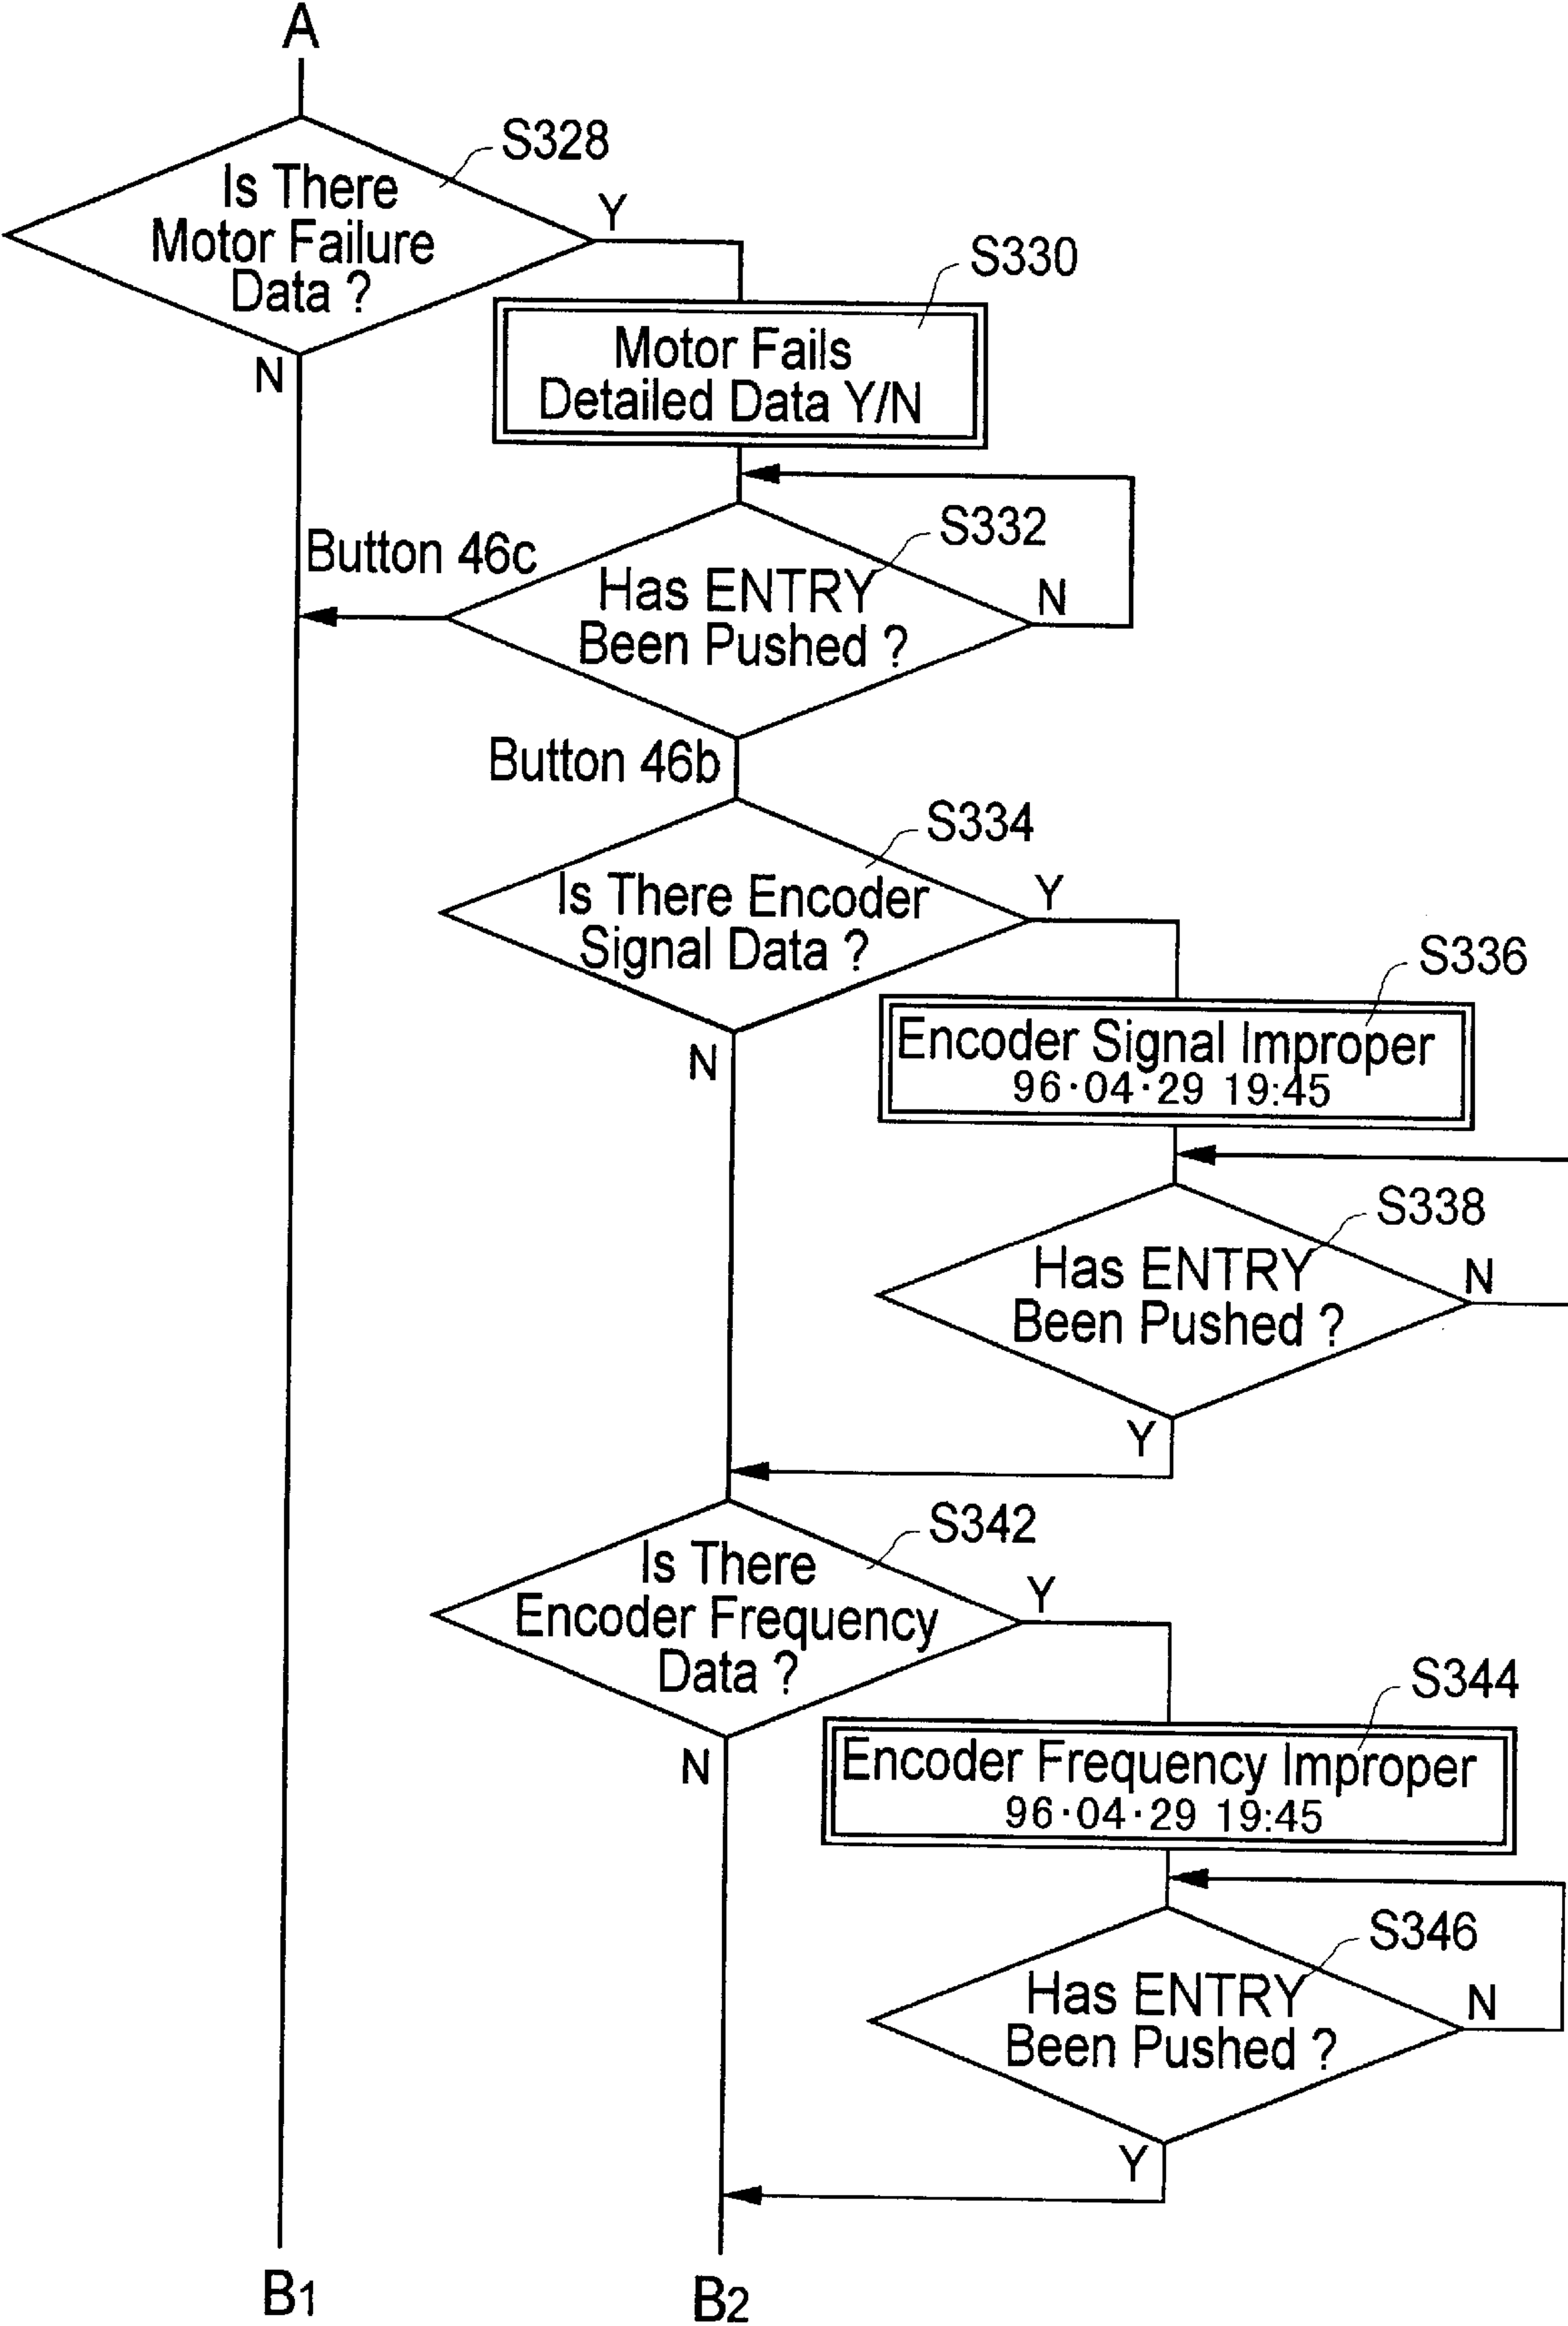 A
S328
Is There
Motor Failure
Data ?
Y
N
S330
Motor Fails
Detailed Data Y/N
S332
Button 46c
Has ENTRY
Been Pushed ?
N
Button 46b
S334
Is There Encoder
Signal Data ?
Y
N
S336
Encoder Signal Improper
96·04·29 19:45
S338
Has ENTRY
Been Pushed ?
N
Y
S342
Is There
Encoder Frequency
Data ?
Y
N
S344
Encoder Frequency Improper
96·04·29 19:45
S346
Has ENTRY
Been Pushed ?
N
Y
B1
B2